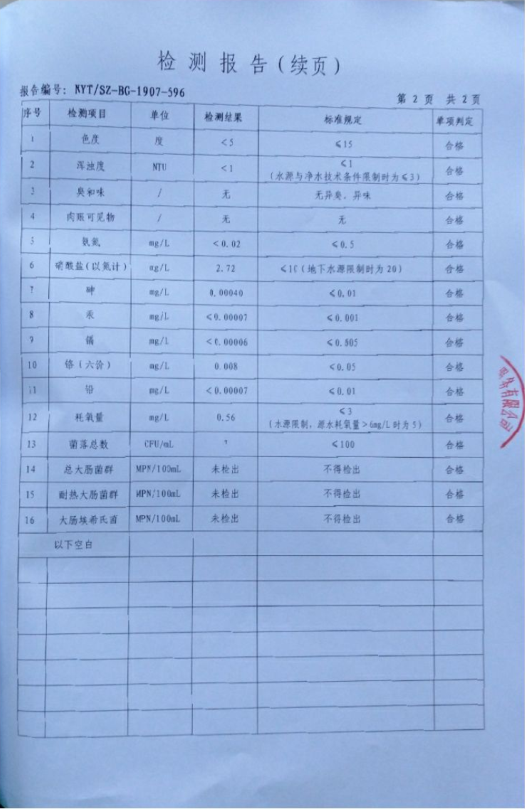 检测报告(续页)
报告编号: NYT/SZ-BG-1907-596
第 2 页 共 2 页
序号 检测项目 单位 检测结果 标准规定 单项判定
1 色度 度 <5 ≤15 合格
2 浑浊度 NTU <1 ≤1 (水源与净水技术条件限制时为≤3) 合格
3 臭和味 / 无 无异臭、异味 合格
4 肉眼可见物 / 无 无 合格
5 氨氮 mg/L <0.02 ≤0.5 合格
6 硝酸盐(以氮计) mg/L 2.72 ≤10(地下水源限制时为20) 合格
7 砷 mg/L 0.00040 ≤0.01 合格
8 汞 mg/L <0.00007 ≤0.001 合格
9 镉 mg/L <0.00006 ≤0.005 合格
10 铬(六价) mg/L 0.008 ≤0.05 合格
11 铅 mg/L <0.00007 ≤0.01 合格
12 耗氧量 mg/L 0.56 ≤3 (水源限制,原水耗氧量>6mg/L时为5) 合格
13 菌落总数 CFU/mL ≤100 合格
14 总大肠菌群 MPN/100mL 未检出 不得检出 合格
15 耐热大肠菌群 MPN/100mL 未检出 不得检出 合格
16 大肠埃希氏菌 MPN/100mL 未检出 不得检出 合格
以下空白